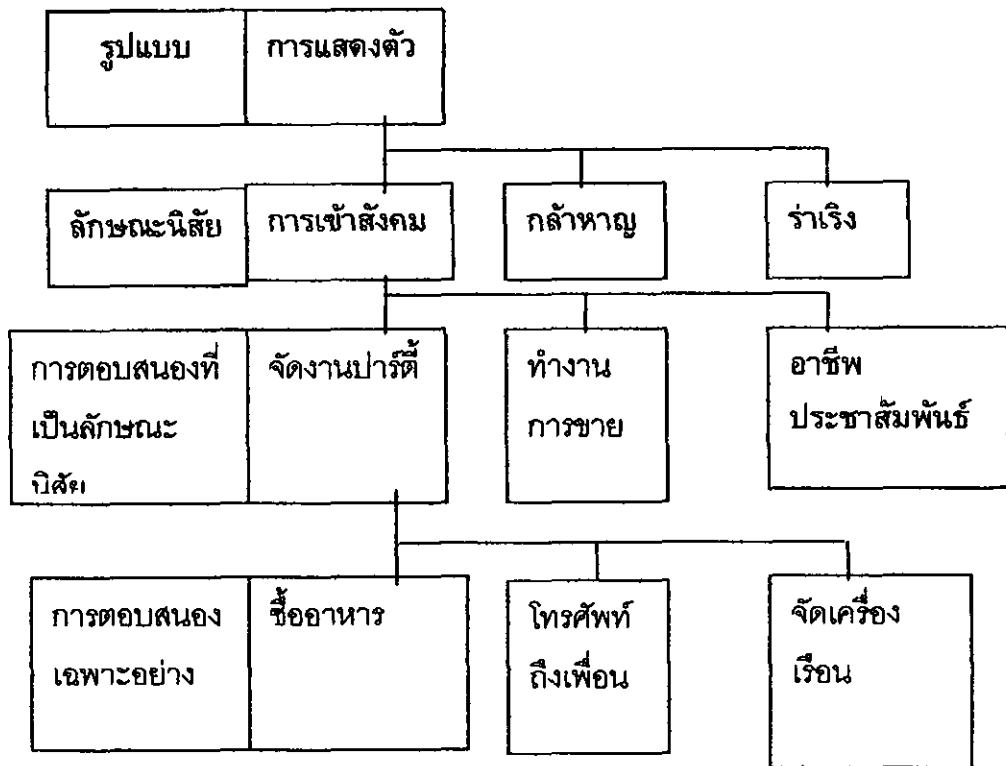 รูปแบบ
การแสดงตัว
ลักษณะนิสัย
การเข้าสังคม
กล้าหาญ
ร่าเริง
การตอบสนองที่
เป็นลักษณะ
นิสัย
จัดงานปาร์ตี้
ทำงาน
การขาย
อาชีพ
ประชาสัมพันธ์
การตอบสนอง
เฉพาะอย่าง
ซื้ออาหาร
โทรศัพท์
ถึงเพื่อน
จัดเครื่อง
เรือน